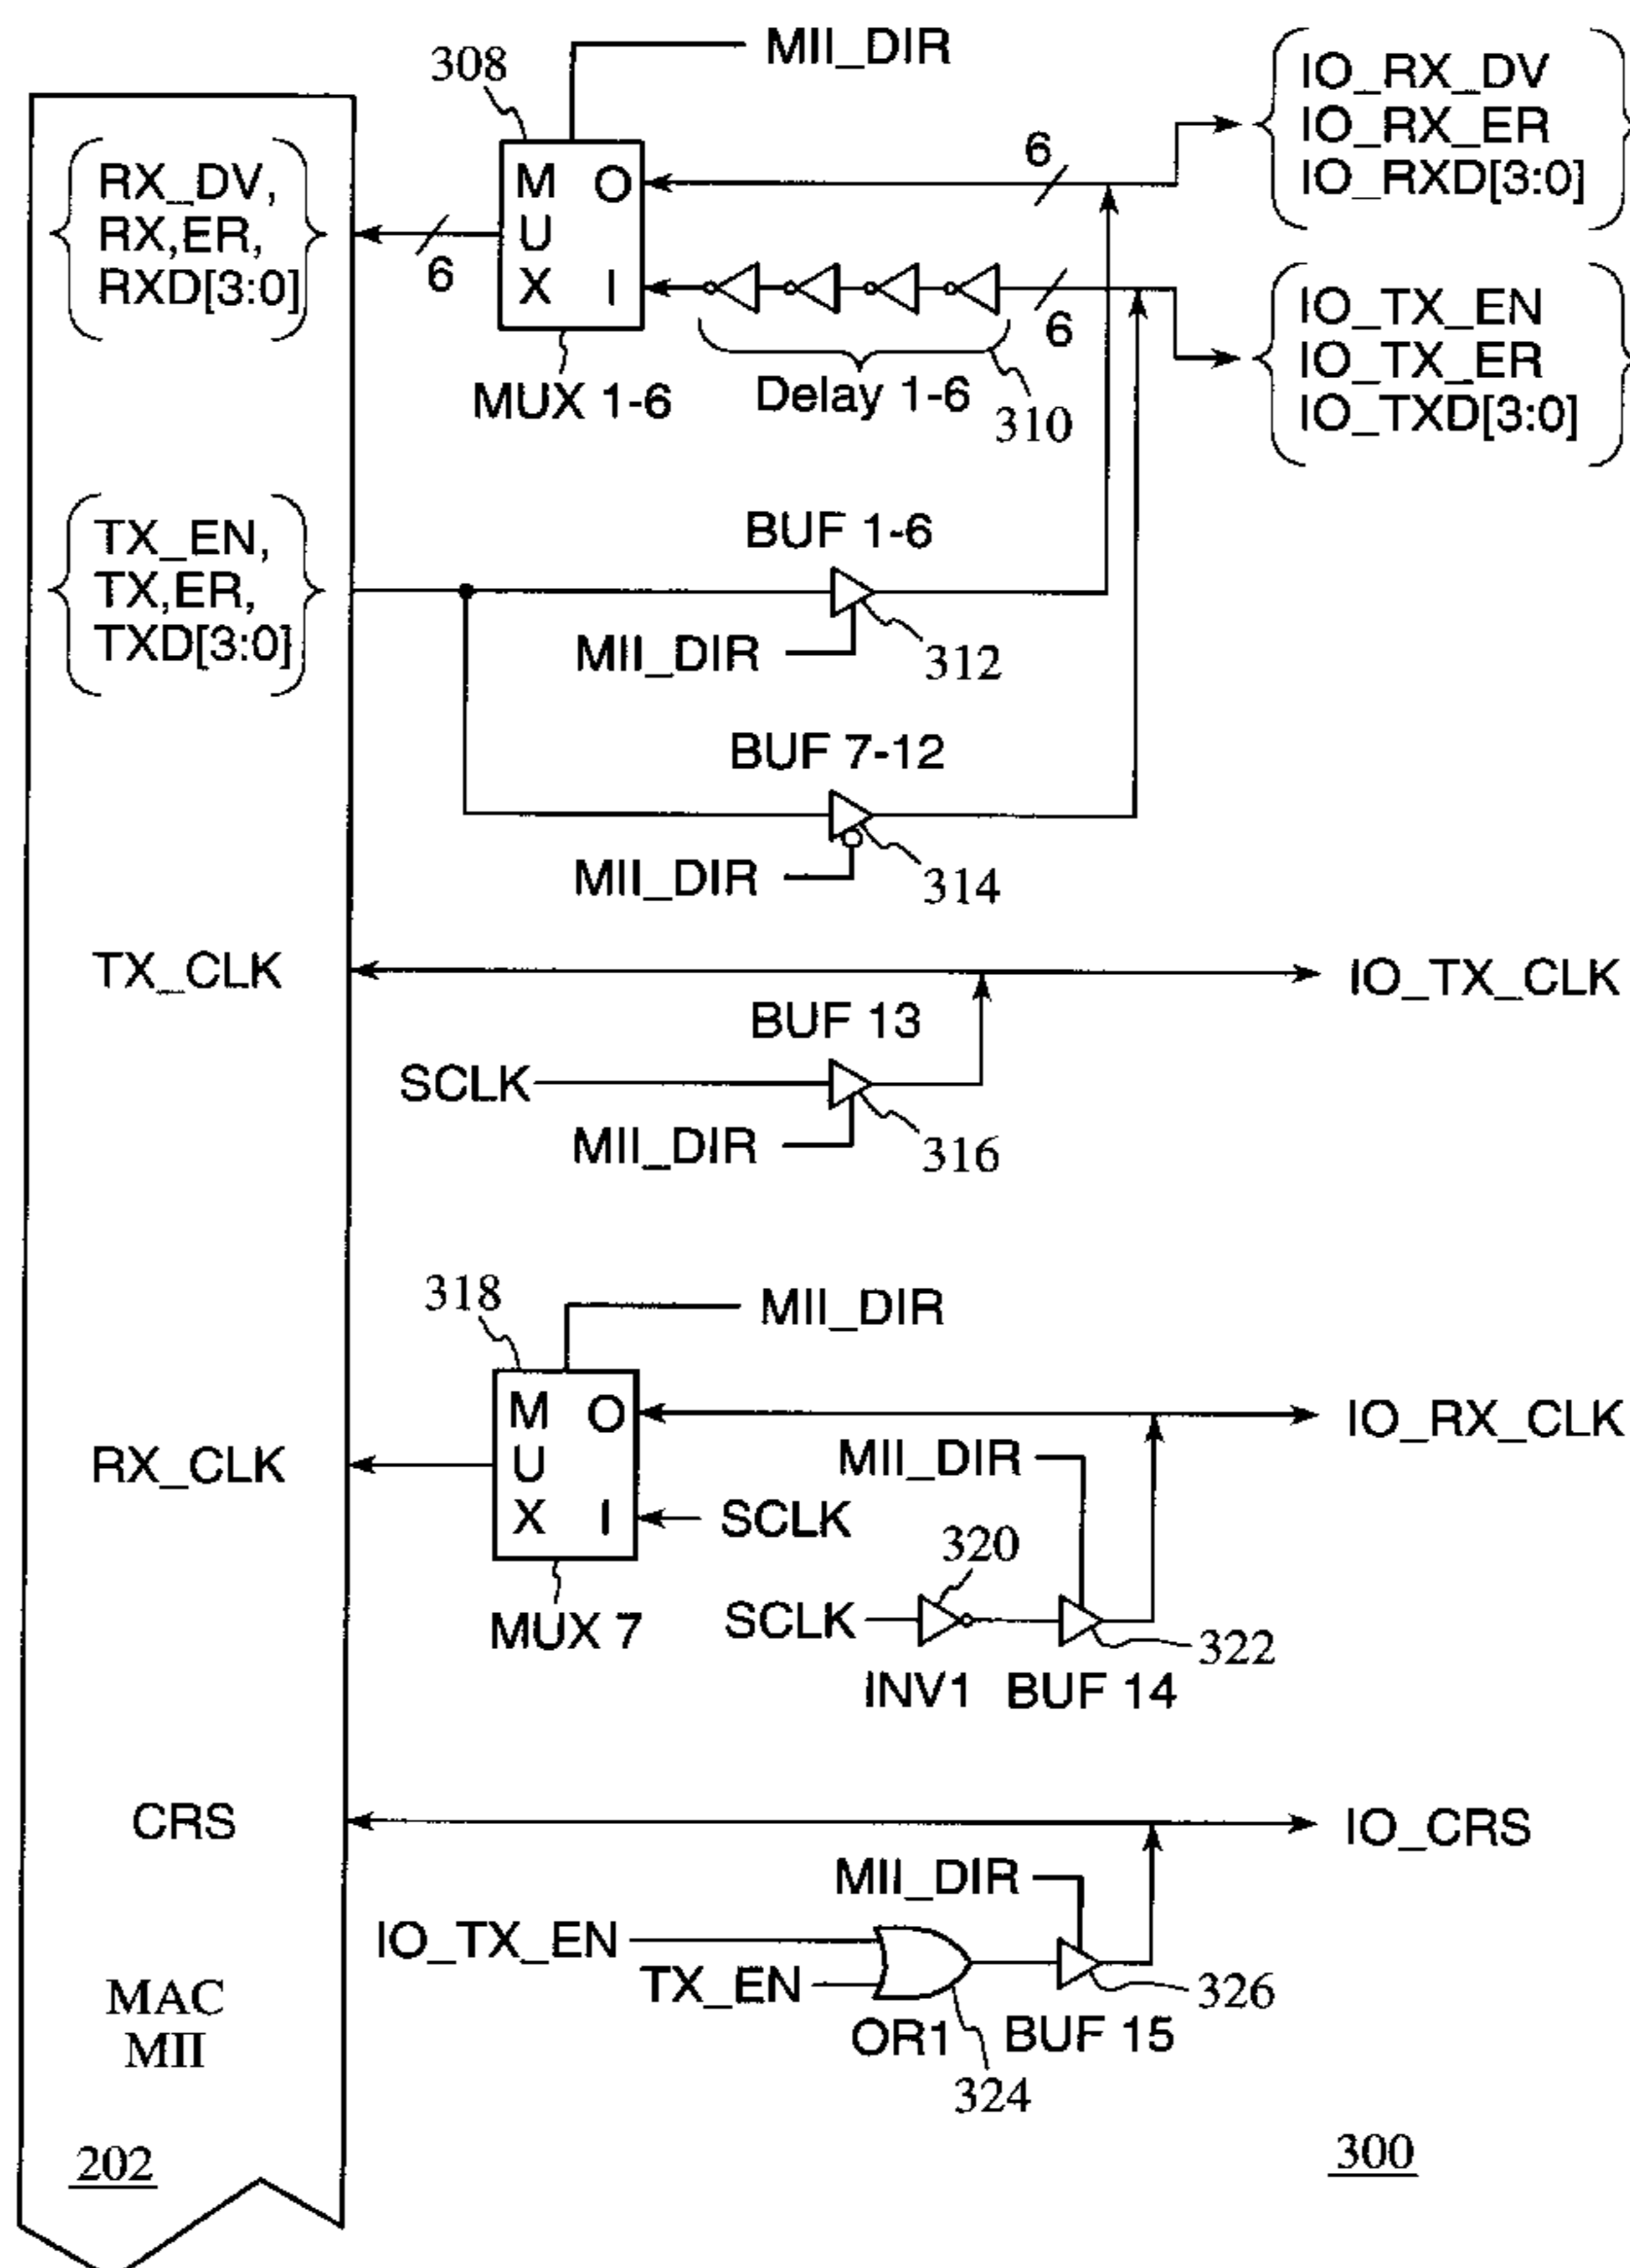 MII_DIR
308
IO_RX_DV
IO_RX_ER
IO_RXD[3:0]
RX_DV,
RX,ER,
RXD[3:0]
6
M
U
X
O
I
6
6
IO_TX_EN
IO_TX_ER
IO_TXD[3:0]
MUX 1-6
Delay 1-6
310
TX_EN,
TX,ER,
TXD[3:0]
BUF 1-6
MII_DIR
312
BUF 7-12
MII_DIR
314
TX_CLK
IO_TX_CLK
BUF 13
SCLK
MII_DIR
316
318
MII_DIR
M
U
X
O
I
IO_RX_CLK
RX_CLK
MII_DIR
SCLK
320
SCLK
MUX 7
322
INV1
BUF 14
CRS
IO_CRS
MII_DIR
IO_TX_EN
TX_EN
326
OR1
BUF 15
324
MAC
MII
202
300